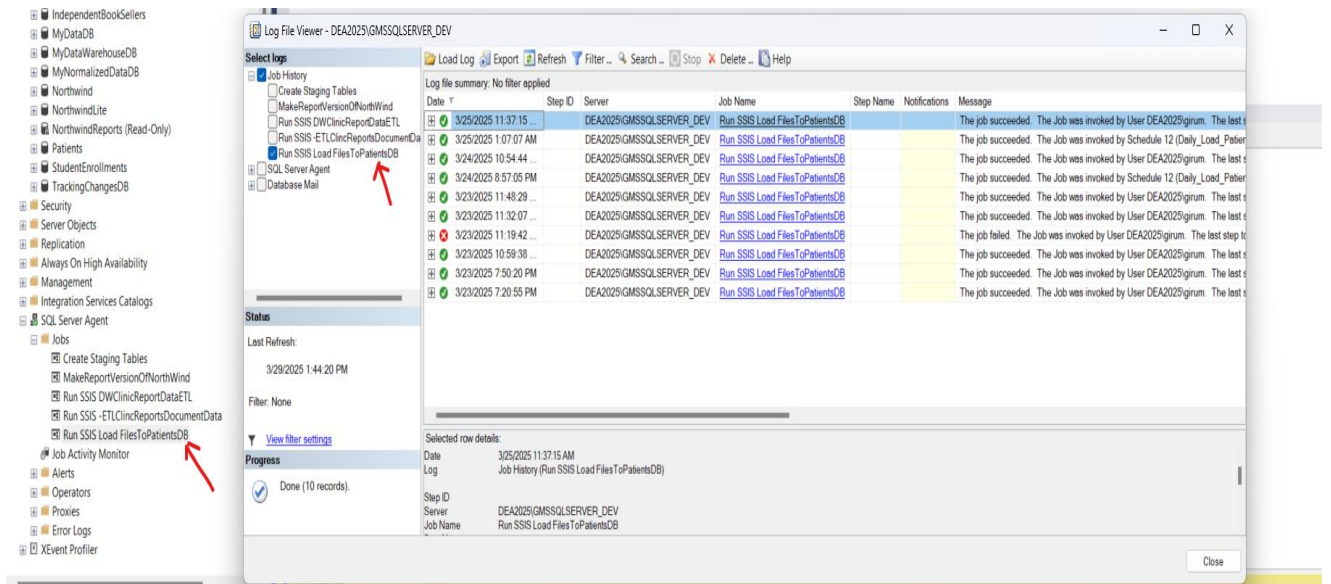 IndependentBookSellers
MyDataDB
MyDataWarehouseDB
MyNormalizedDataDB
Northwind
NorthwindLite
NorthwindReports (Read-Only)
Patients
StudentEnrollments
TrackingChangesDB
Security
Server Objects
Replication
Always On High Availability
Management
Integration Services Catalogs
SQL Server Agent
Jobs
Create Staging Tables
MakeReportVersionOfNorthWind
Run SSIS DWClinicReportDataETL
Run SSIS -ETLClincReportsDocumentData
Run SSIS Load FilesToPatientsDB
Job Activity Monitor
Alerts
Operators
Proxies
Error Logs
XEvent Profiler
Log File Viewer - DEA2025\GMSSQLSERVER_DEV
Select logs
Job History
Create Staging Tables
MakeReportVersionOfNorthWind
Run SSIS DWClinicReportDataETL
Run SSIS -ETLClincReportsDocumentDa
Run SSIS Load FilesToPatientsDB
SQL Server Agent
Database Mail
Status
Last Refresh:
3/29/2025 1:44:20 PM
Filter: None
View filter settings
Progress
Done (10 records).
Load Log Export Refresh Filter... Search... Stop Delete... Help
Log file summary: No filter applied
Date Step ID Server Job Name Step Name Notifications Message
3/25/2025 11:37:15 ... DEA2025\GMSSQLSERVER_DEV Run SSIS Load FilesToPatientsDB The job succeeded. The Job was invoked by User DEA2025\girum. The last s
3/25/2025 1:07:07 AM DEA2025\GMSSQLSERVER_DEV Run SSIS Load FilesToPatientsDB The job succeeded. The Job was invoked by Schedule 12 (Daily_Load_Patier
3/24/2025 10:54:44 ... DEA2025\GMSSQLSERVER_DEV Run SSIS Load FilesToPatientsDB The job succeeded. The Job was invoked by User DEA2025\girum. The last s
3/24/2025 8:57:05 PM DEA2025\GMSSQLSERVER_DEV Run SSIS Load FilesToPatientsDB The job succeeded. The Job was invoked by Schedule 12 (Daily_Load_Patier
3/23/2025 11:48:29 ... DEA2025\GMSSQLSERVER_DEV Run SSIS Load FilesToPatientsDB The job succeeded. The Job was invoked by User DEA2025\girum. The last s
3/23/2025 11:32:07 ... DEA2025\GMSSQLSERVER_DEV Run SSIS Load FilesToPatientsDB The job succeeded. The Job was invoked by User DEA2025\girum. The last s
3/23/2025 11:19:42 ... DEA2025\GMSSQLSERVER_DEV Run SSIS Load FilesToPatientsDB The job failed. The Job was invoked by User DEA2025\girum. The last step to
3/23/2025 10:59:38 ... DEA2025\GMSSQLSERVER_DEV Run SSIS Load FilesToPatientsDB The job succeeded. The Job was invoked by User DEA2025\girum. The last s
3/23/2025 7:50:20 PM DEA2025\GMSSQLSERVER_DEV Run SSIS Load FilesToPatientsDB The job succeeded. The Job was invoked by User DEA2025\girum. The last s
3/23/2025 7:20:55 PM DEA2025\GMSSQLSERVER_DEV Run SSIS Load FilesToPatientsDB The job succeeded. The Job was invoked by User DEA2025\girum. The last s
Selected row details:
Date 3/25/2025 11:37:15 AM
Log Job History (Run SSIS Load FilesToPatientsDB)
Step ID
Server DEA2025\GMSSQLSERVER_DEV
Job Name Run SSIS Load FilesToPatientsDB
Close